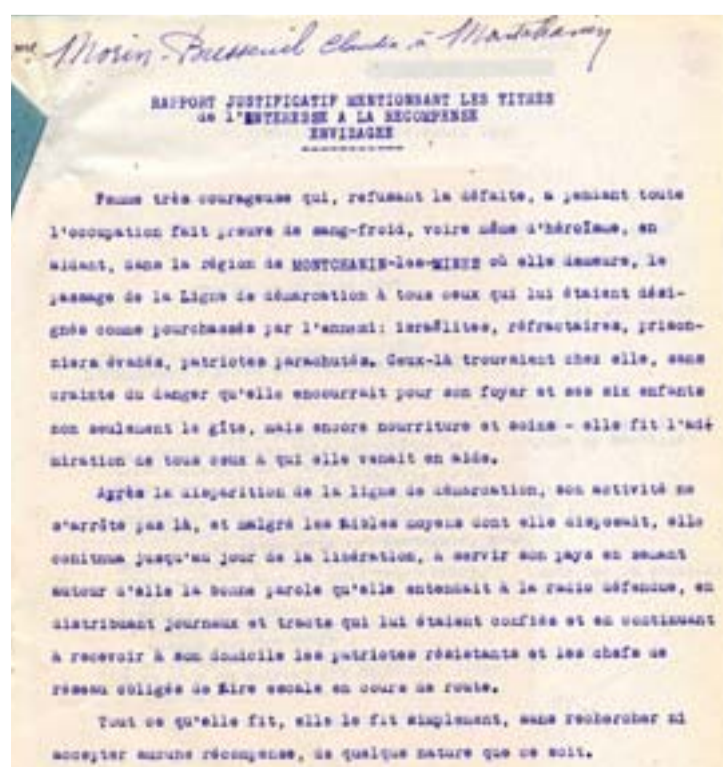 Morin-Bresseuil Claudia à Montchanin
RAPPORT JUSTIFICATIF MENTIONNANT LES TITRES
de l'INTERESSE A LA RECOMPENSE
ENVISAGEE
Femme très courageuse qui, refusant la défaite, a pendant toute
l'occupation fait preuve de sang-froid, voire même d'héroïsme, en
aidant, dans la région de MONTCHANIN-les-MINES où elle demeure, le
passage de la Ligne de démarcation à tous ceux qui lui étaient dési-
gnés comme pourchassés par l'ennemi: israëlites, réfractaires, prison-
niers évadés, patriotes parachutés. Ceux-là trouvaient chez elle, sans
crainte du danger qu'elle encourrait pour son foyer et ses six enfants
non seulement le gîte, mais encore nourriture et soins - elle fit l'ad-
miration de tous ceux à qui elle venait en aide.
Après la disparition de la ligne de démarcation, son activité ne
s'arrête pas là, et malgré les faibles moyens dont elle disposait, elle
conitnua jusqu'au jour de la libération, à servir son pays en semant
autour d'elle la bonne parole qu'elle entendait à la radio défendue, en
distribuant journaux et tracts qui lui étaient confiés et en continuant
à recevoir à son domicile les patriotes résistants et les chefs de
réseau obligés de faire escale en cours de route.
Tout ce qu'elle fit, elle le fit simplement, sans rechercher ni
accepter aucune récompense, de quelque nature que ce soit.